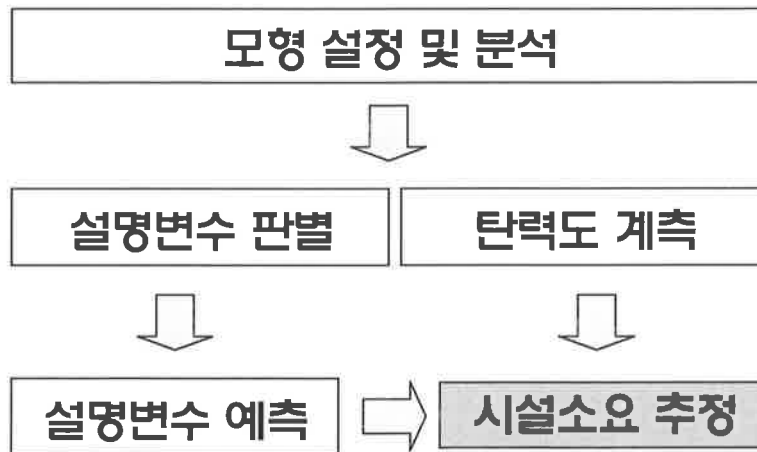 모형 설정 및 분석
설명변수 판별
탄력도 계측
설명변수 예측
시설소요 추정